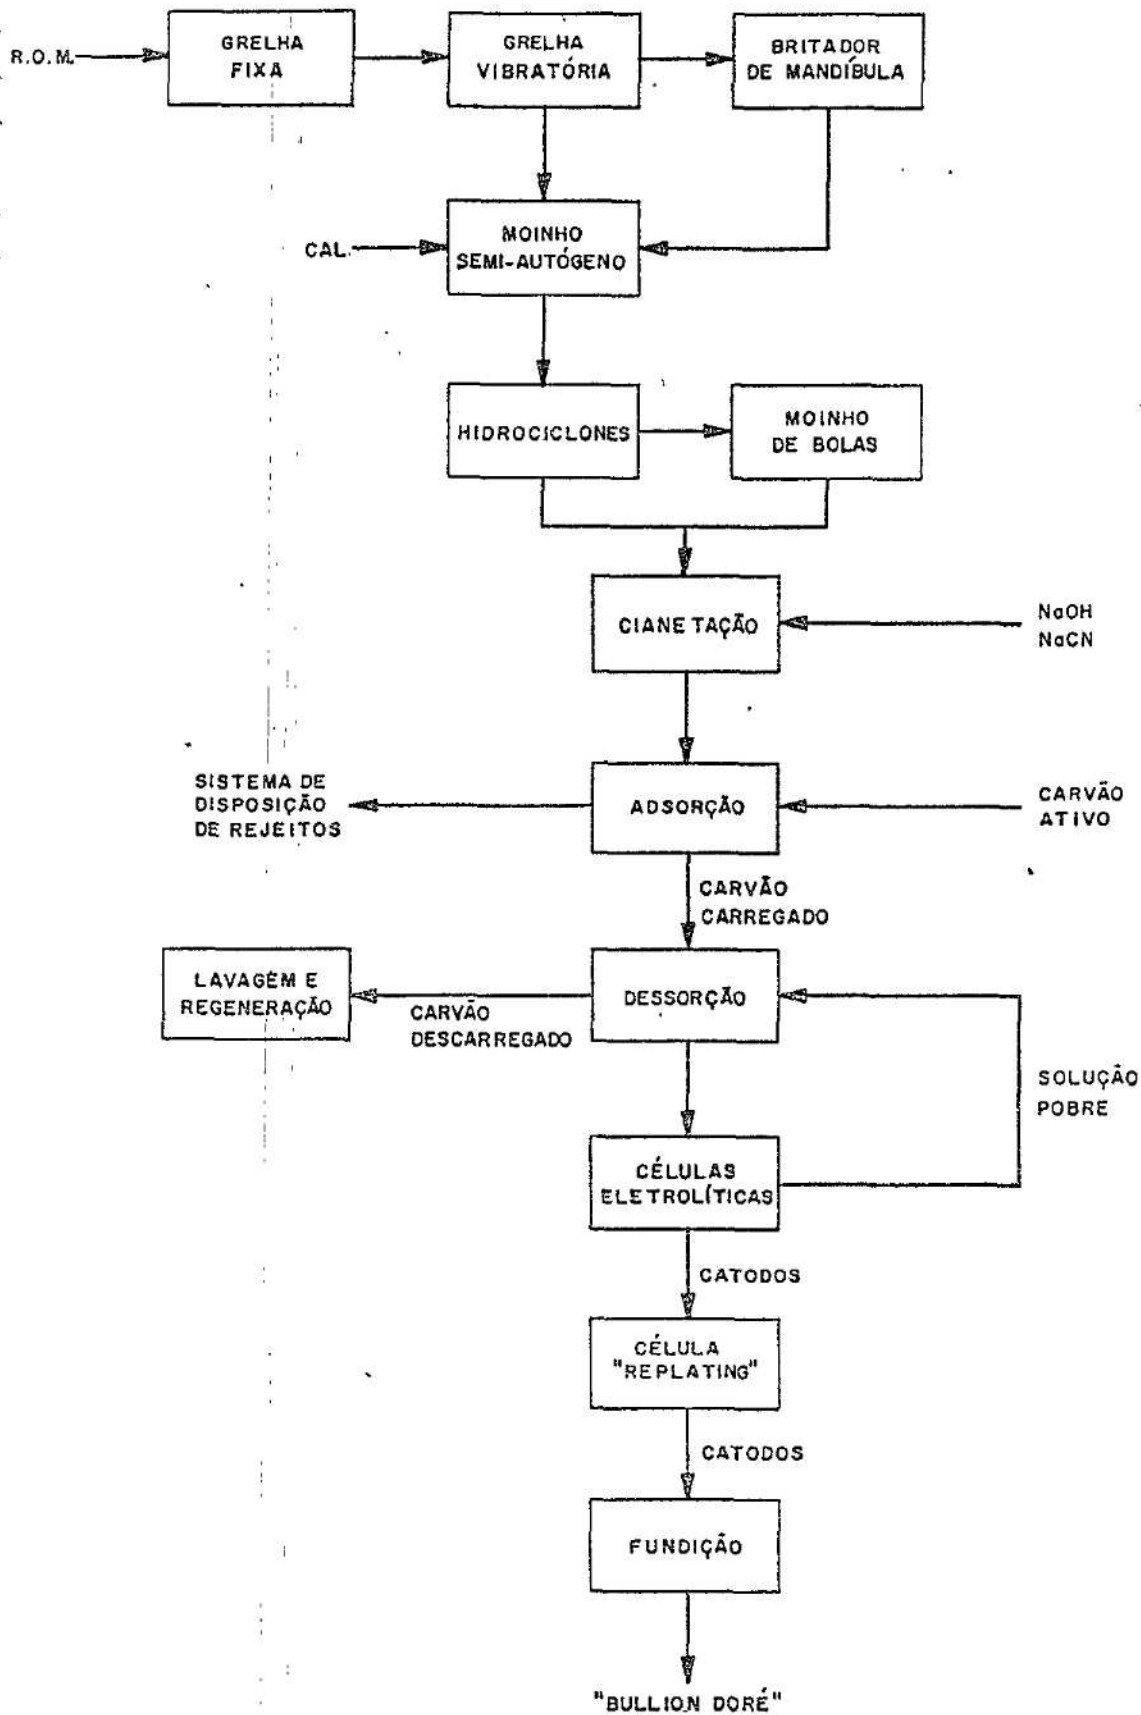 R.O.M.
GRELHA
FIXA
GRELHA
VIBRATÓRIA
BRITADOR
DE MANDÍBULA
CAL.
MOINHO
SEMI-AUTÓGENO
HIDROCICLONES
MOINHO
DE BOLAS
CIANETAÇÃO
NaOH
NaCN
SISTEMA DE
DISPOSIÇÃO
DE REJEITOS
ADSORÇÃO
CARVÃO
ATIVO
CARVÃO
CARREGADO
LAVAGEM E
REGENERAÇÃO
CARVÃO
DESCARREGADO
DESSORÇÃO
SOLUÇÃO
POBRE
CÉLULAS
ELETROLÍTICAS
CATODOS
CÉLULA
"REPLATING"
CATODOS
FUNDIÇÃO
"BULLION DORÉ"